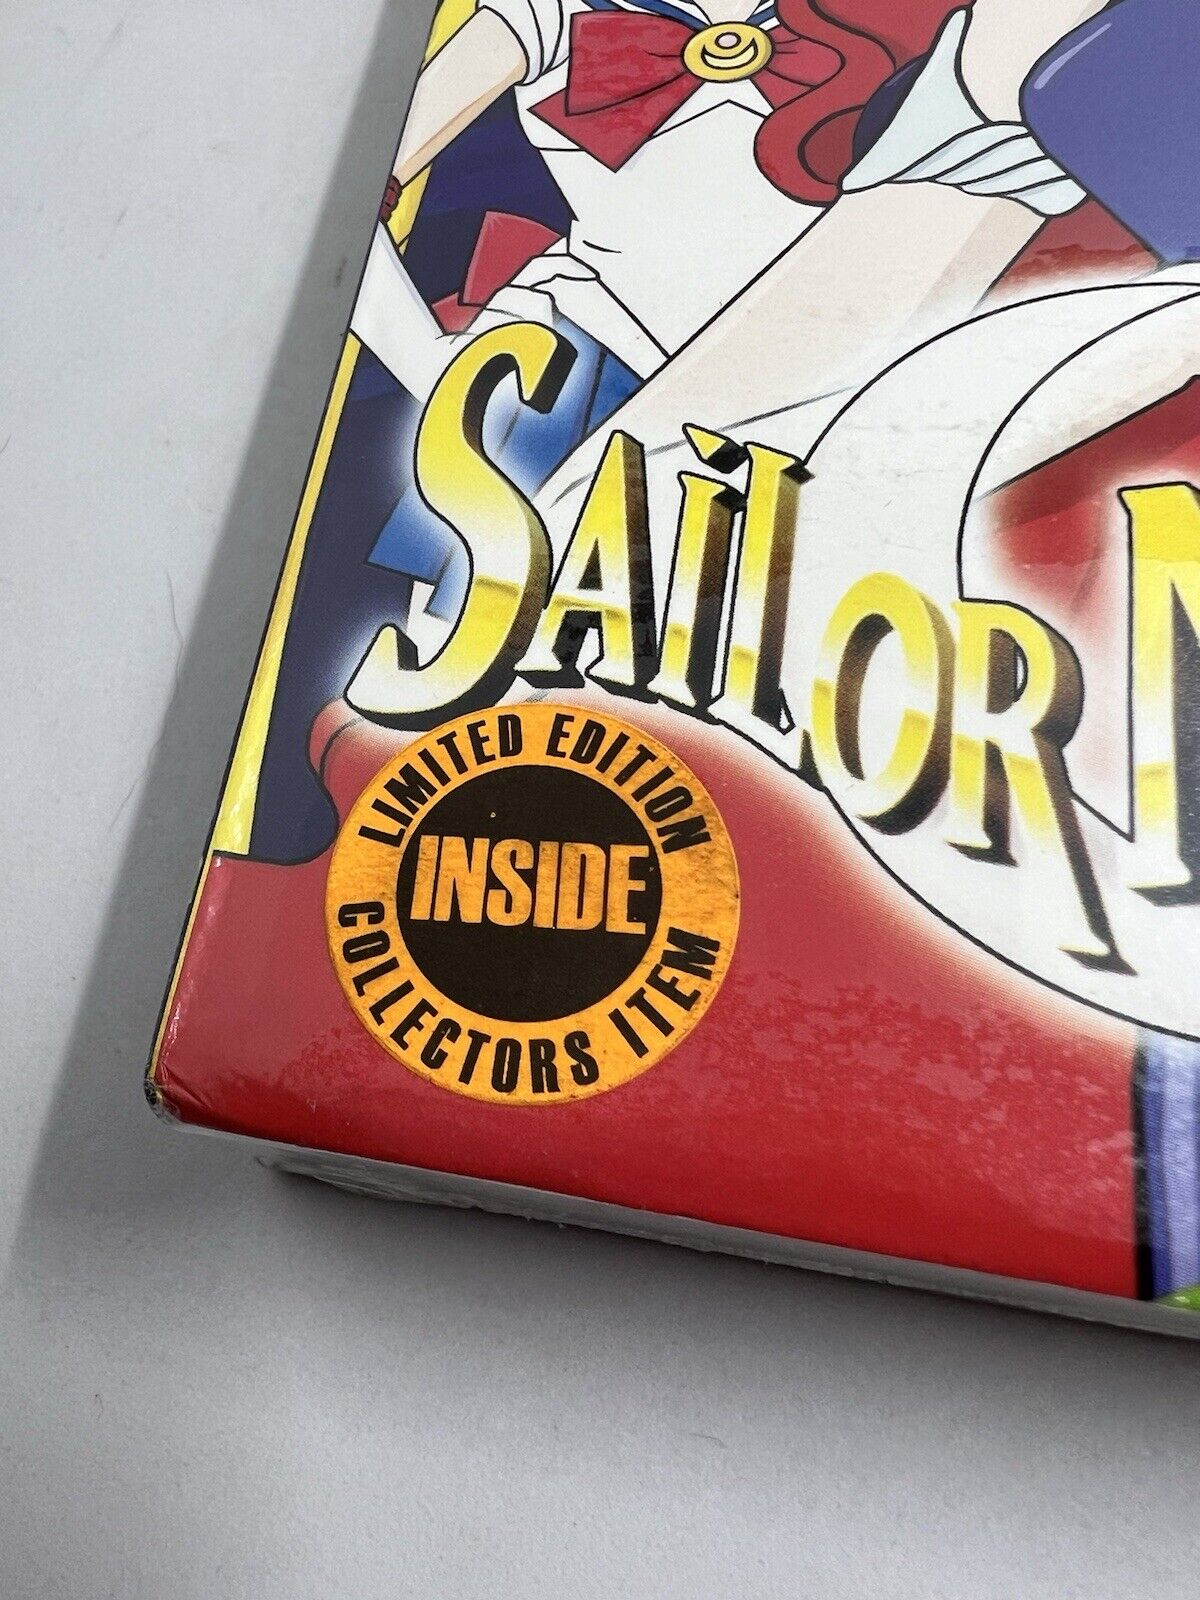 SAILOR M
LIMITED EDITION
INSIDE
COLLECTORS ITEM